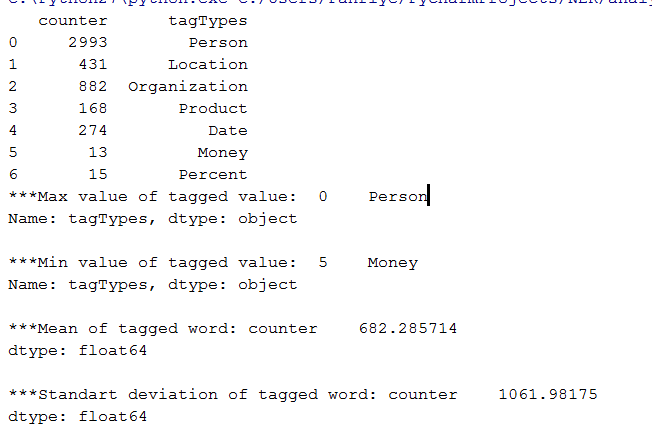 counter tagTypes
0 2993 Person
1 431 Location
2 882 Organization
3 168 Product
4 274 Date
5 13 Money
6 15 Percent
***Max value of tagged value: 0 Person
Name: tagTypes, dtype: object
***Min value of tagged value: 5 Money
Name: tagTypes, dtype: object
***Mean of tagged word: counter 682.285714
dtype: float64
***Standart deviation of tagged word: counter 1061.98175
dtype: float64